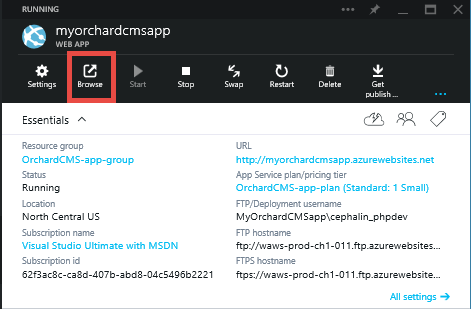 RUNNING
myorchardcmsapp
WEB APP
Settings Browse Start Stop Swap Restart Delete Get publish ...
Essentials
Resource group URL
OrchardCMS-app-group http://myorchardcmsapp.azurewebsites.net
Status App Service plan/pricing tier
Running OrchardCMS-app-plan (Standard: 1 Small)
Location FTP/Deployment username
North Central US MyOrchardCMSapp\cephalin_phpdev
Subscription name FTP hostname
Visual Studio Ultimate with MSDN ftp://waws-prod-ch1-011.ftp.azurewebsites...
Subscription id FTPS hostname
62f3ac8c-ca8d-407b-abd8-04c5496b2221 ftps://waws-prod-ch1-011.ftp.azurewebsite...
All settings